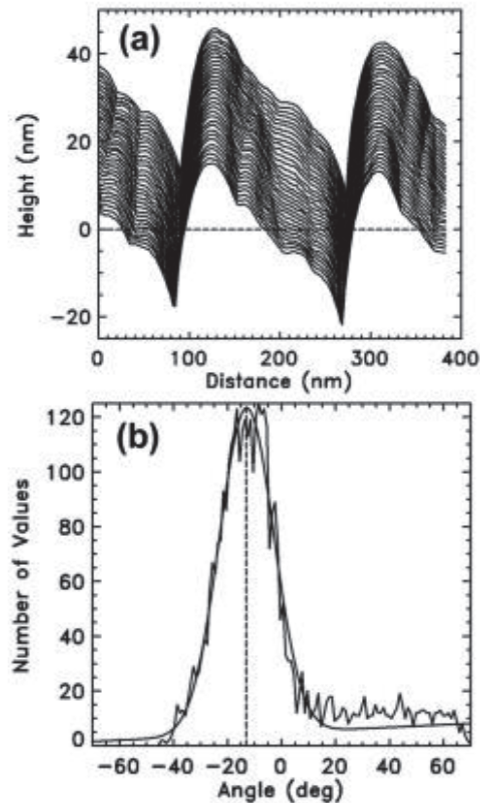 (a)
Height (nm)
40
20
0
-20
0 100 200 300 400
Distance (nm)
(b)
Number of Values
120
100
80
60
40
20
0
-60 -40 -20 0 20 40 60
Angle (deg)